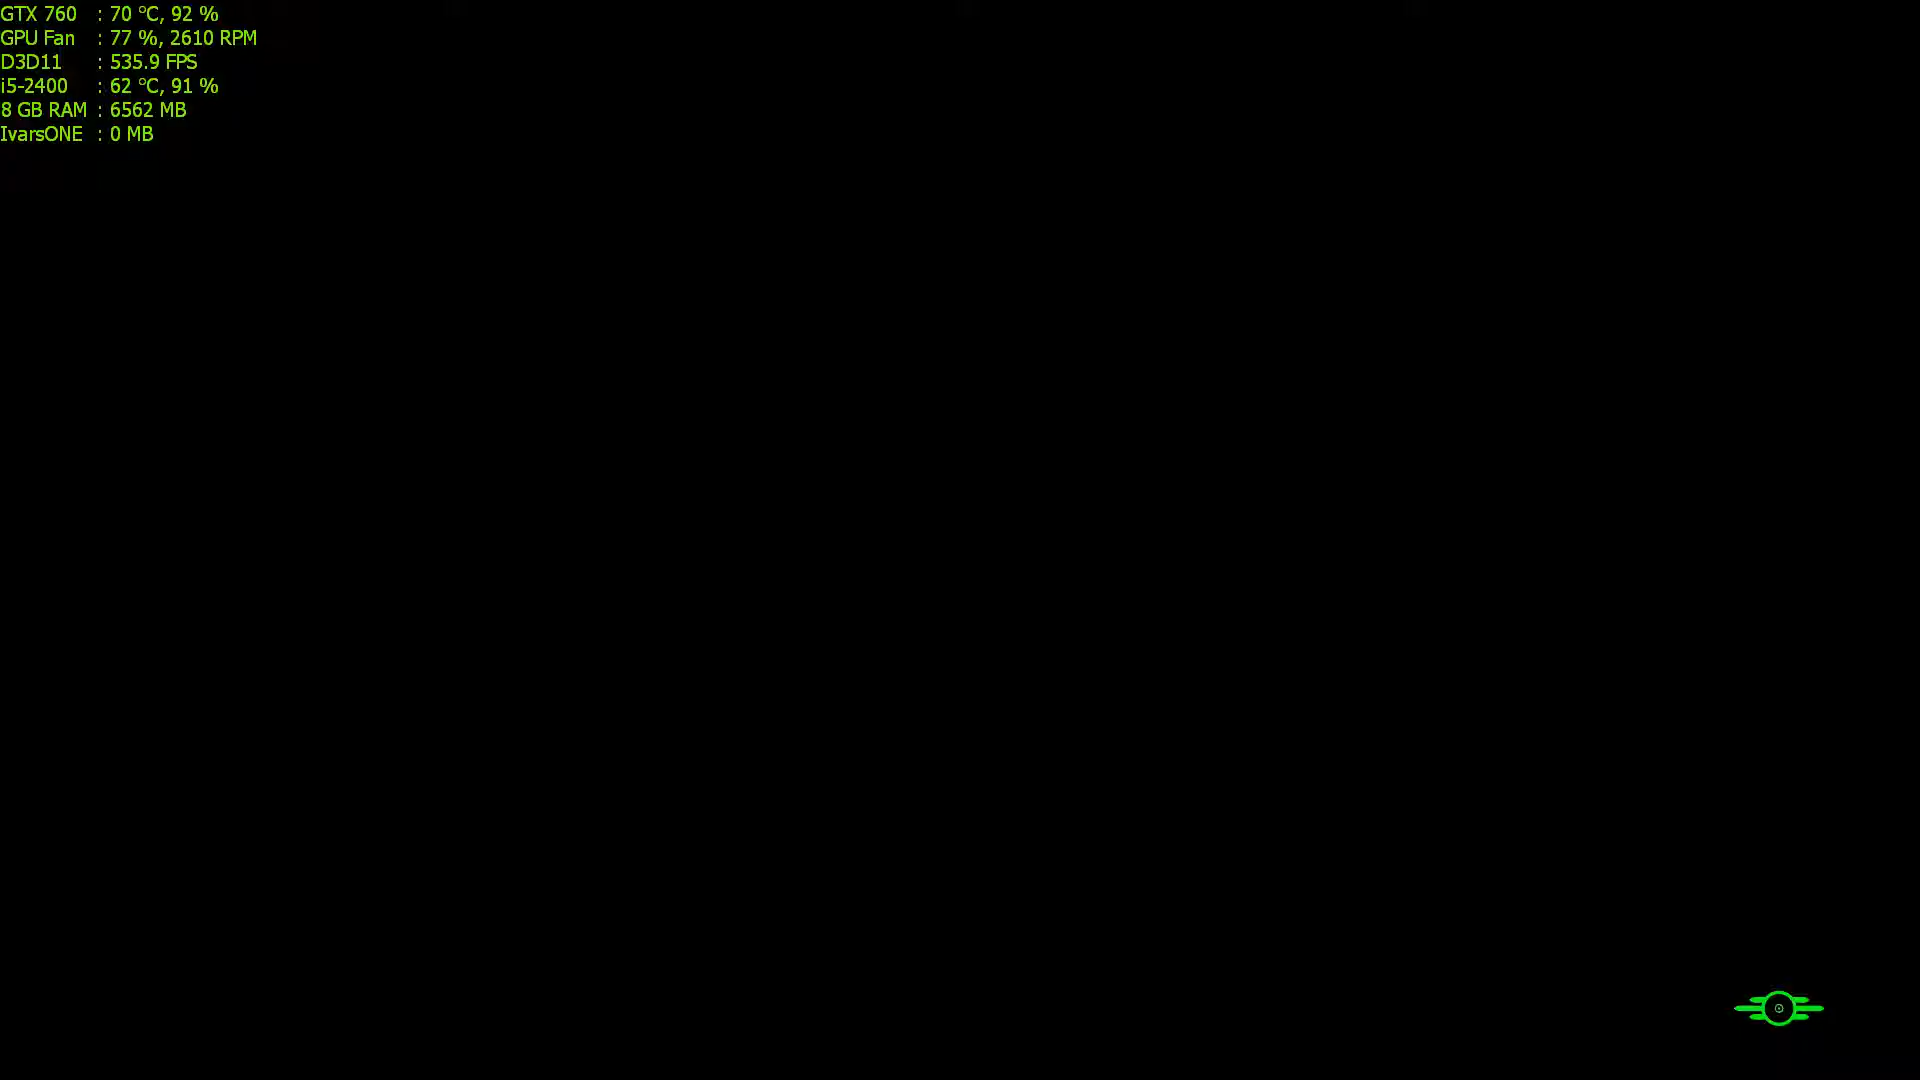 GTX 760 : 70 °C, 92 %
GPU Fan : 77 %, 2610 RPM
D3D11 : 535.9 FPS
i5-2400 : 62 °C, 91 %
8 GB RAM : 6562 MB
IvarsONE : 0 MB